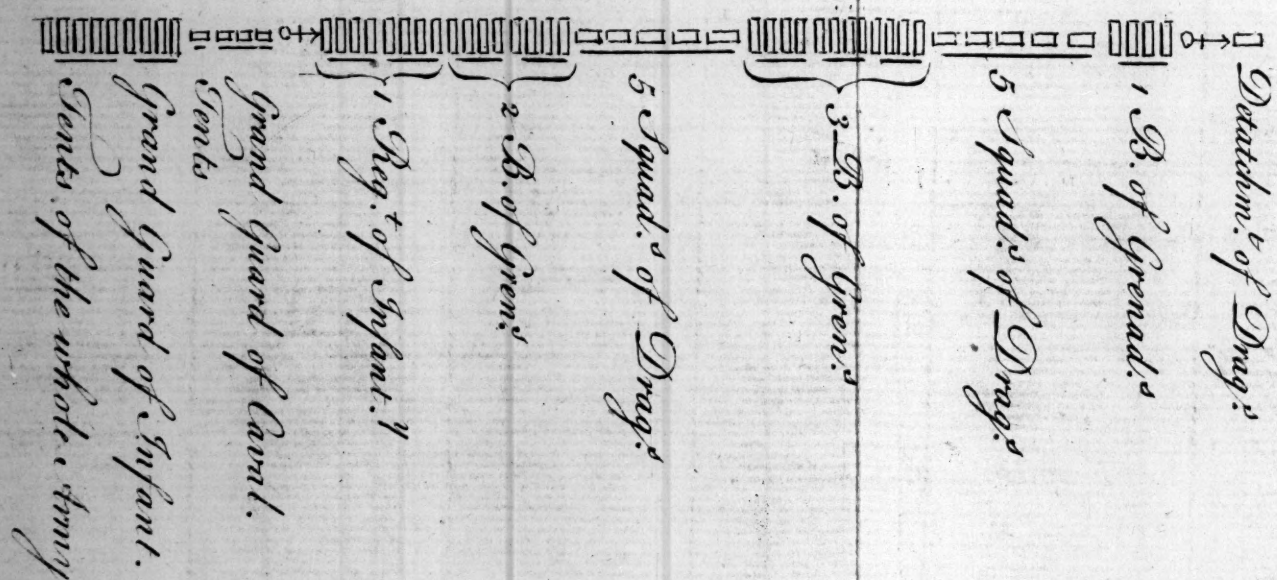 Detatchm.t of Drag.s
1 B. of Grenad.s
5 Squad.s of Drag.s
3 B. of Gren.s
5 Squad.s of Drag.s
2 B. of Gren.s
1 Reg.t of Infant.y
Grand Guard of Caval.
Tents
Grand Guard of Infant.
Tents of the whole Army